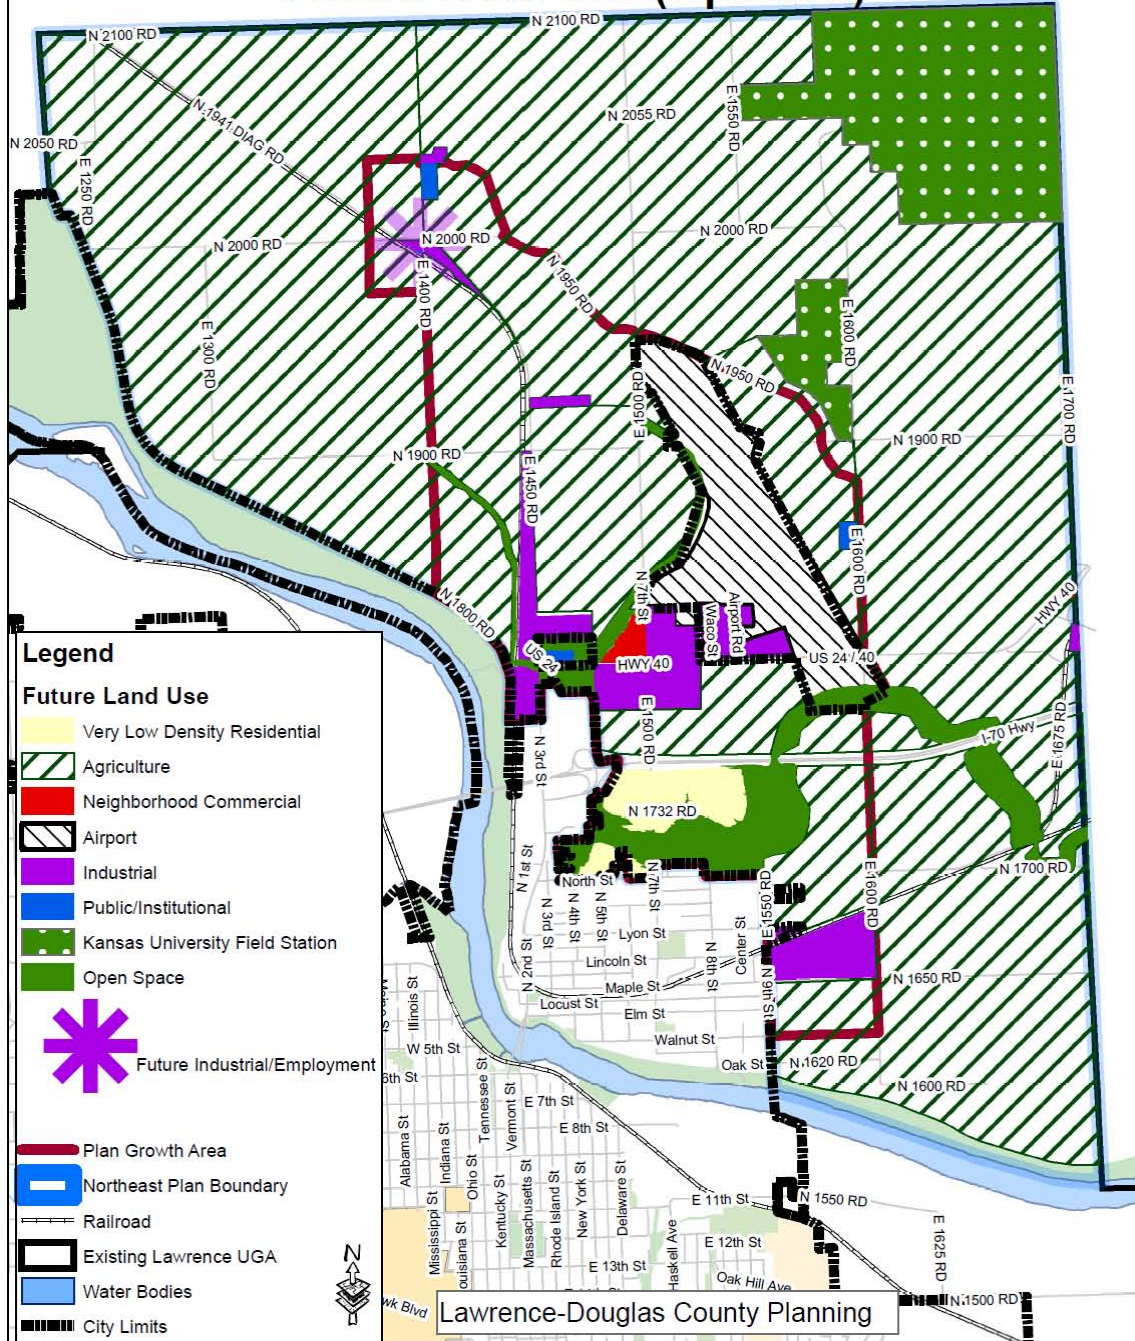 N 2100 RD
N 2100 RD
N 1941 DIAG RD
N 2055 RD
E 1550 RD
N 2050 RD
E 1250 RD
N 2000 RD
N 2000 RD
N 2000 RD
N 1950 RD
E 1400 RD
E 1300 RD
E 1600 RD
N 1950 RD
E 1500 RD
E 1700 RD
N 1900 RD
N 1900 RD
E 1450 RD
E 1600 RD
N 1800 RD
N 7th St
Waco St
Airport Rd
HWY 40
US 24
HWY 40
US 24 / 40
E 1500 RD
N 3rd St
I-70 Hwy
E 1675 RD
N 1732 RD
N 1st St
North St
N 7th St
E 1550 RD
E 1600 RD
N 1700 RD
N 3rd St
N 4th St
N 5th St
Lyon St
Center St
N 2nd St
Lincoln St
N 8th St
N 9th St
N 1650 RD
Maple St
Locust St
Elm St
Illinois St
W 5th St
Walnut St
Oak St
N 1620 RD
N 1600 RD
6th St
Tennessee St
Vermont St
E 7th St
E 8th St
Alabama St
Indiana St
Ohio St
Kentucky St
Massachusetts St
Rhode Island St
New York St
Delaware St
E 11th St
N 1550 RD
Mississippi St
E 12th St
Haskell Ave
E 13th St
Oak Hill Ave
E 1625 RD
N 1500 RD
Legend
Future Land Use
Very Low Density Residential
Agriculture
Neighborhood Commercial
Airport
Industrial
Public/Institutional
Kansas University Field Station
Open Space
Future Industrial/Employment
Plan Growth Area
Northeast Plan Boundary
Railroad
Existing Lawrence UGA
Water Bodies
City Limits
N
Lawrence-Douglas County Planning